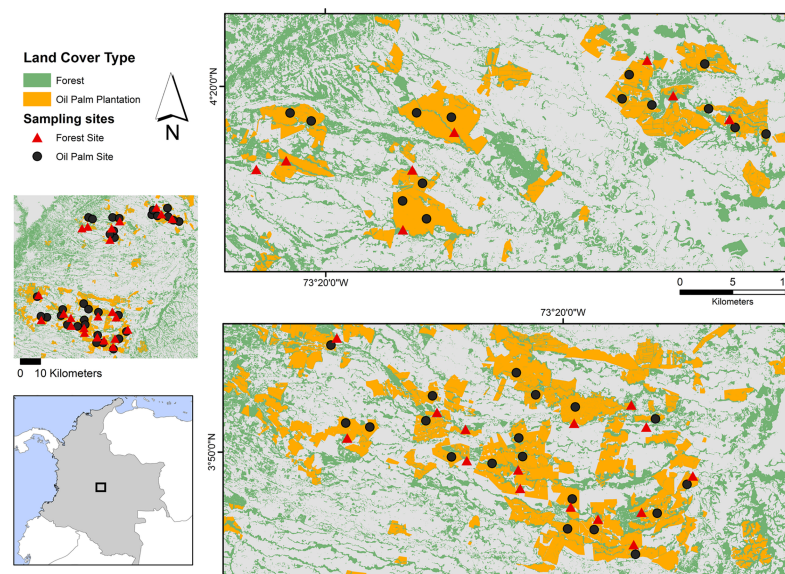 Land Cover Type
Forest
Oil Palm Plantation
Sampling sites
Forest Site
Oil Palm Site
N
0 10 Kilometers
4°20'0"N
73°20'0"W
0 5 1
Kilometers
73°20'0"W
3°50'0"N